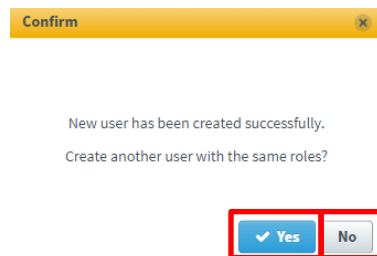 Confirm
New user has been created successfully.
Create another user with the same roles?
Yes
No